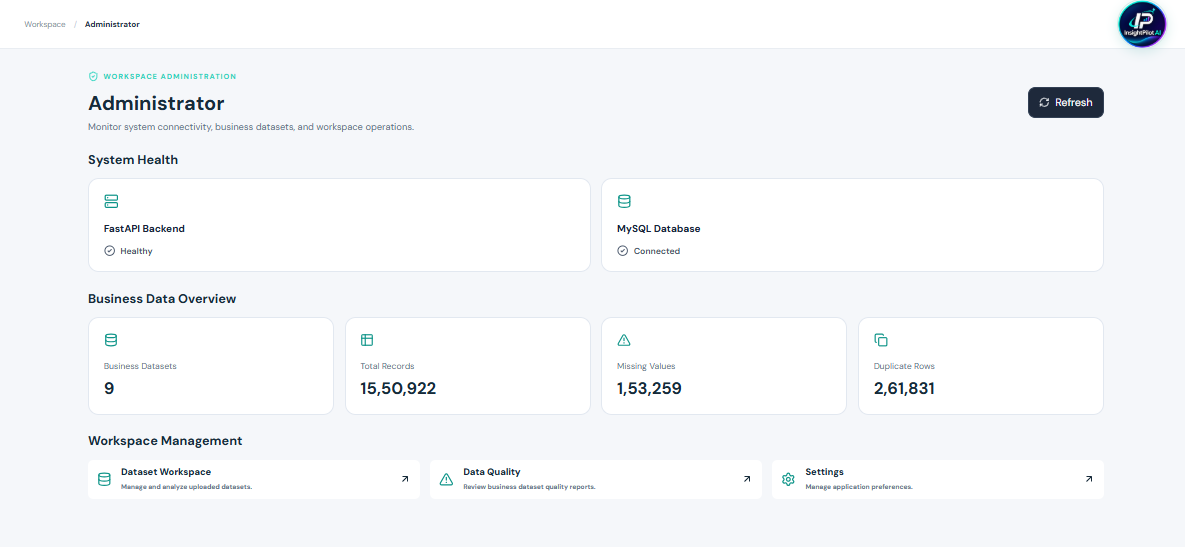 Workspace / Administrator
IP
InsightPilot AI
WORKSPACE ADMINISTRATION
Administrator
Refresh
Monitor system connectivity, business datasets, and workspace operations.
System Health
FastAPI Backend
Healthy
MySQL Database
Connected
Business Data Overview
Business Datasets
9
Total Records
15,50,922
Missing Values
1,53,259
Duplicate Rows
2,61,831
Workspace Management
Dataset Workspace
Manage and analyze uploaded datasets.
Data Quality
Review business dataset quality reports.
Settings
Manage application preferences.